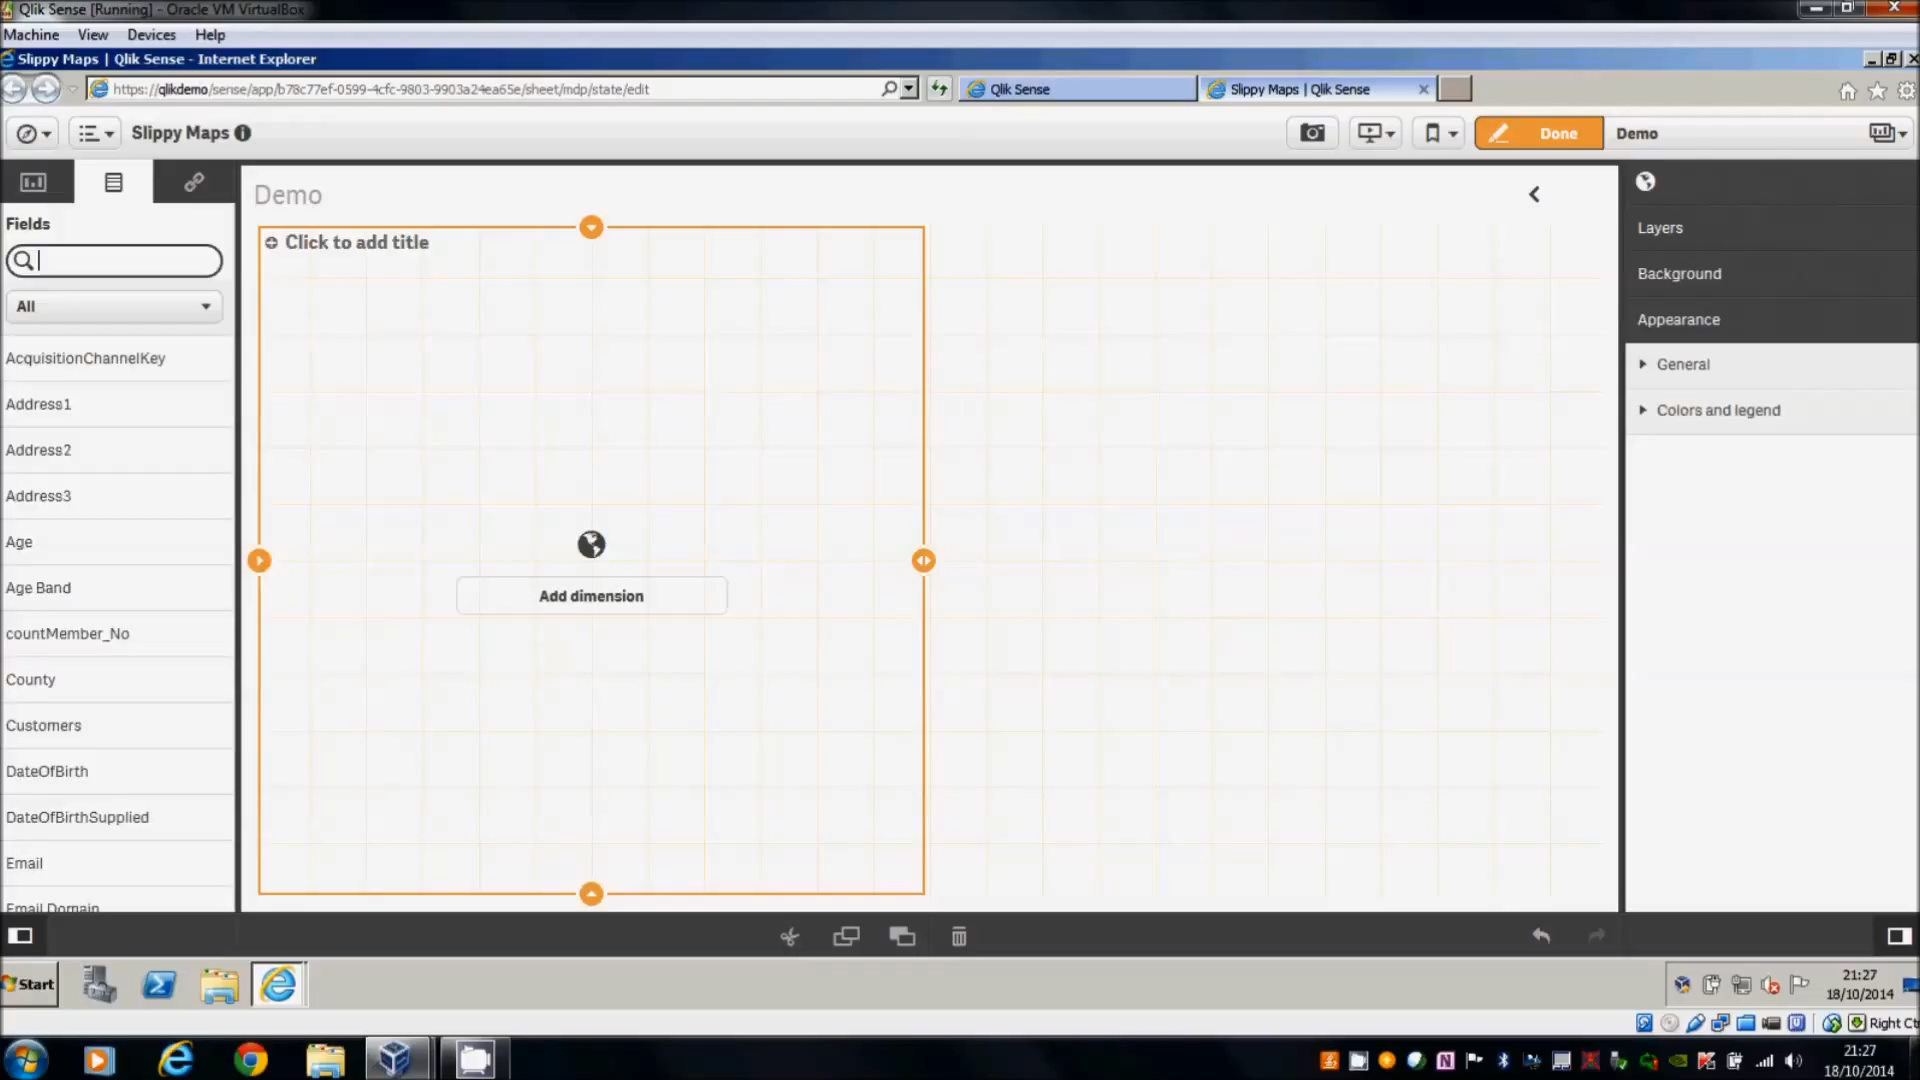 Qlik Sense [Running] - Oracle VM VirtualBox
Machine View Devices Help
Slippy Maps | Qlik Sense - Internet Explorer
https://qlikdemo/sense/app/b78c77ef-0599-4cfc-9803-9903a24ea65e/sheet/mdp/state/edit
Qlik Sense
Slippy Maps | Qlik Sense
Slippy Maps
Done
Demo
Fields
All
AcquisitionChannelKey
Address1
Address2
Address3
Age
Age Band
countMember_No
County
Customers
DateOfBirth
DateOfBirthSupplied
Email
Email Domain
Demo
Click to add title
Add dimension
Layers
Background
Appearance
General
Colors and legend
Start
21:27
18/10/2014
Right Ct
21:27
18/10/2014